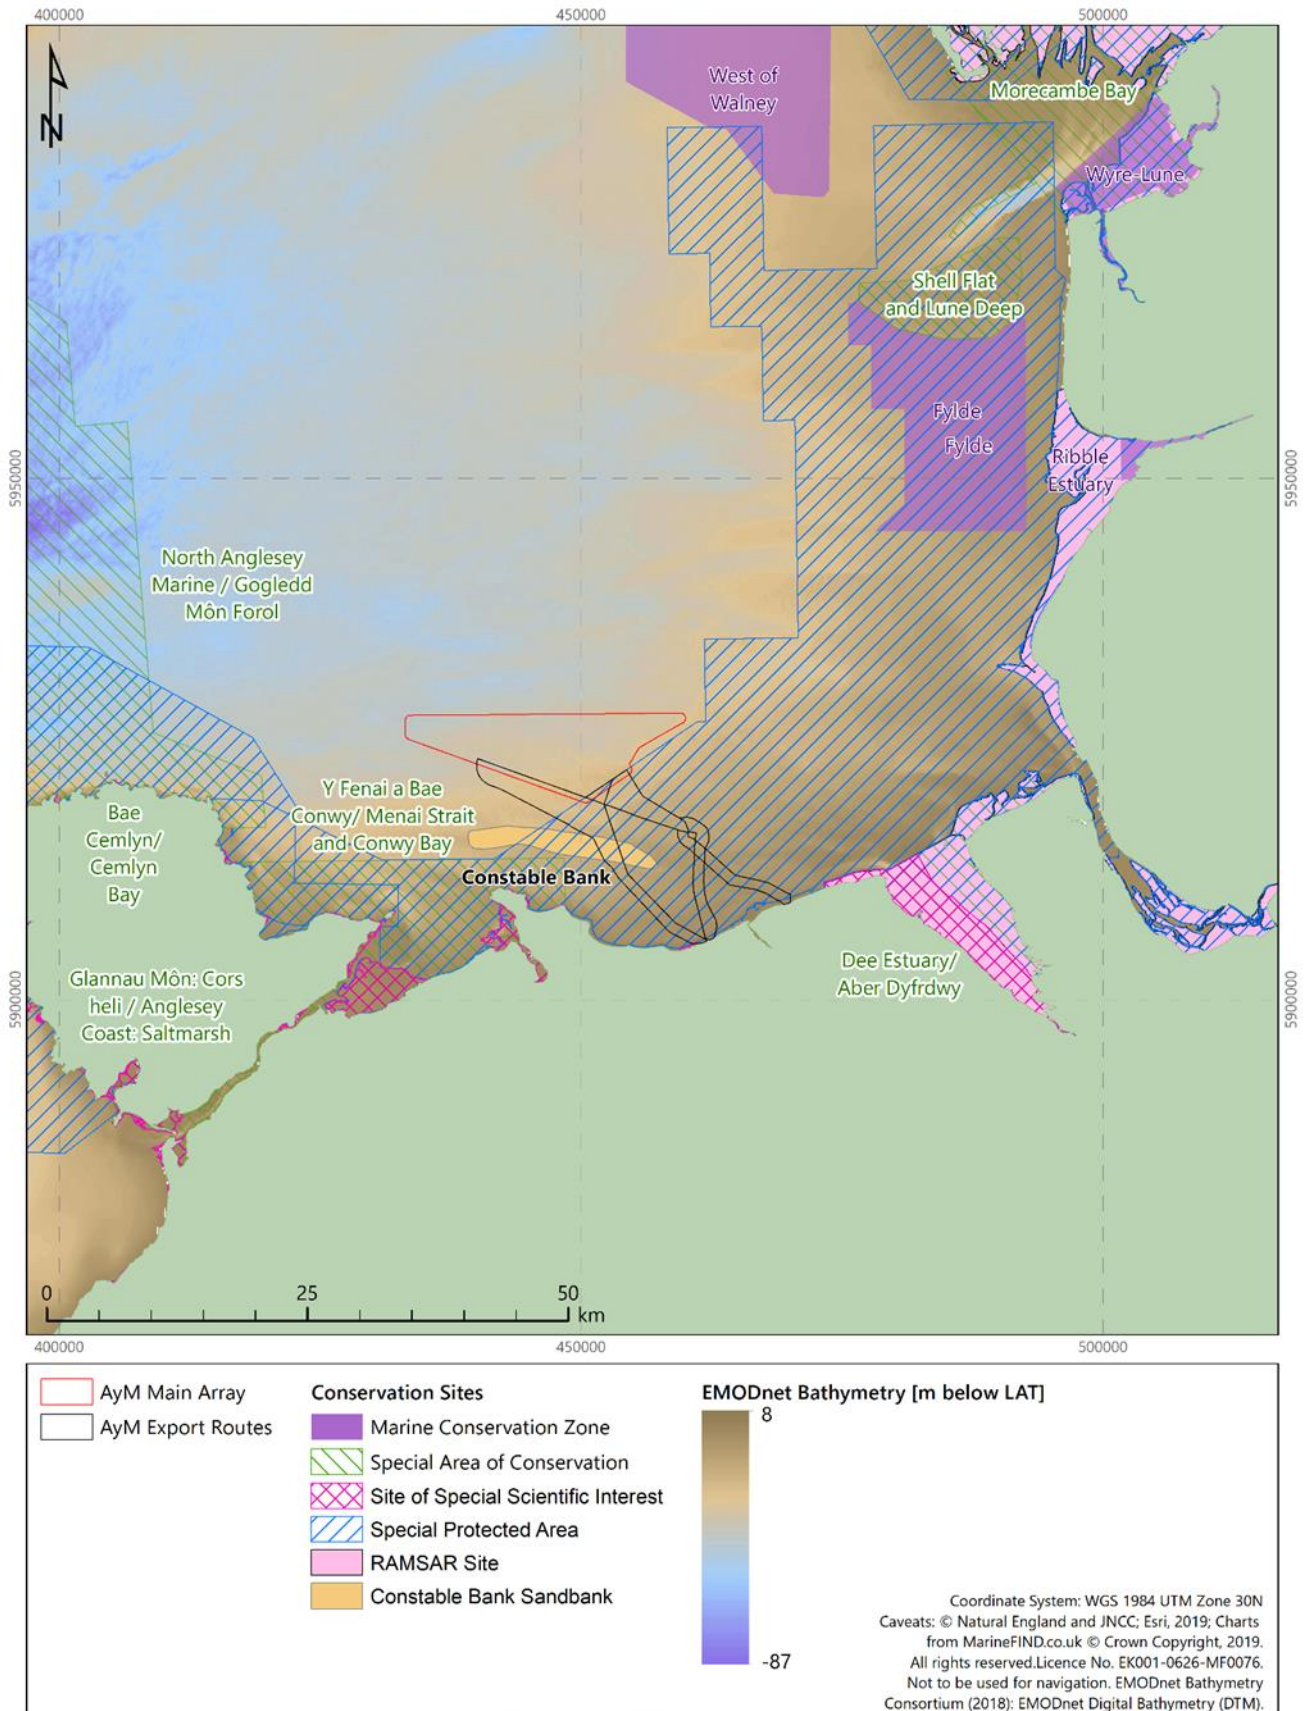 400000
450000
500000
N
West of
Walney
Morecambe Bay
Wyre-Lune
Shell Flat
and Lune Deep
Fylde
Fylde
Ribble
Estuary
5950000
5950000
North Anglesey
Marine / Gogledd
Môn Forol
Y Fenai a Bae
Conwy/ Menai Strait
and Conwy Bay
Bae
Cemlyn/
Cemlyn
Bay
Constable Bank
Dee Estuary/
Aber Dyfrdwy
Glannau Môn: Cors
heli / Anglesey
Coast: Saltmarsh
5900000
5900000
0
25
50
km
400000
450000
500000
AyM Main Array
AyM Export Routes
Conservation Sites
Marine Conservation Zone
Special Area of Conservation
Site of Special Scientific Interest
Special Protected Area
RAMSAR Site
Constable Bank Sandbank
EMODnet Bathymetry [m below LAT]
8
-87
Coordinate System: WGS 1984 UTM Zone 30N
Caveats: © Natural England and JNCC; Esri, 2019; Charts
from MarineFIND.co.uk © Crown Copyright, 2019.
All rights reserved.Licence No. EK001-0626-MF0076.
Not to be used for navigation. EMODnet Bathymetry
Consortium (2018): EMODnet Digital Bathymetry (DTM).